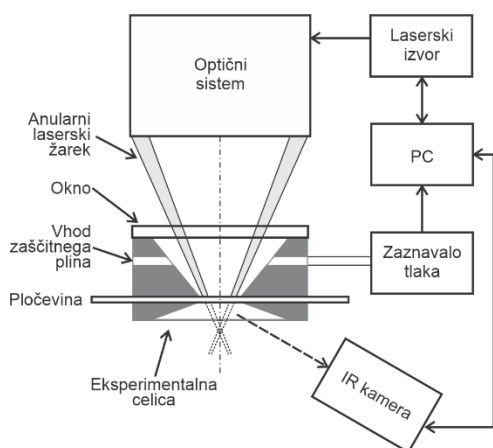 Optični
sistem
Laserski
izvor
Anularni
laserski
žarek
PC
Okno
Vhod
zaščitnega
plina
Zaznavalo
tlaka
Pločevina
Eksperimentalna
celica
IR kamera